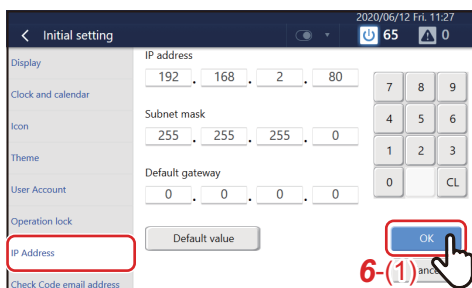 2020/06/12 Fri. 11:27
Initial setting
65
0
Display
Clock and calendar
Icon
Theme
User Account
Operation lock
IP Address
Check Code email address
IP address
192 . 168 . 2 . 80
Subnet mask
255 . 255 . 255 . 0
Default gateway
0 . 0 . 0 . 0
Default value
7 8 9
4 5 6
1 2 3
0 CL
OK
6-(1)